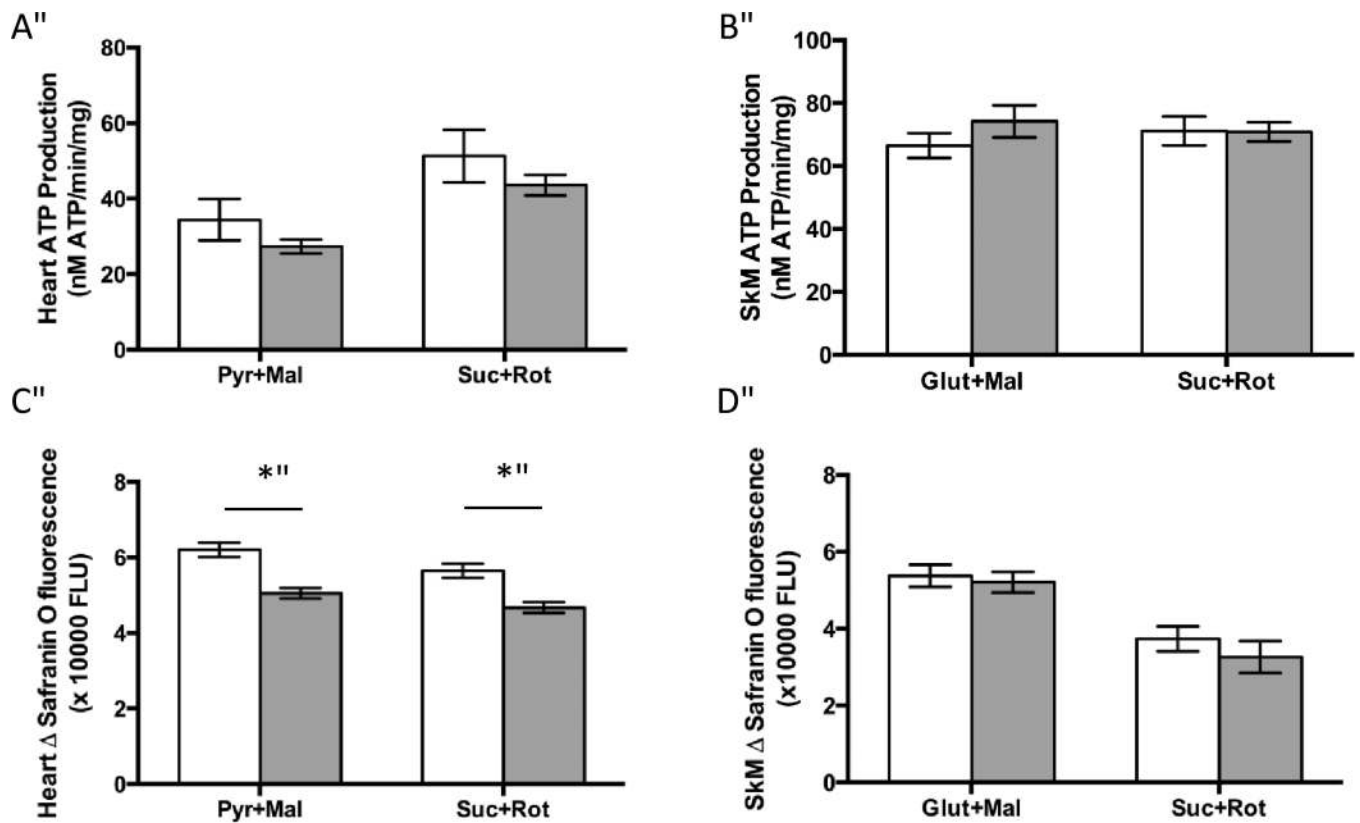 A"
80
60
40
20
0
Heart ATP Production
(nM ATP/min/mg)
Pyr+Mal
Suc+Rot
B"
100
80
60
40
20
0
SkM ATP Production
(nM ATP/min/mg)
Glut+Mal
Suc+Rot
C"
8
6
4
2
0
Heart Δ Safranin O fluorescence
(x 10000 FLU)
*"
*"
Pyr+Mal
Suc+Rot
D"
8
6
4
2
0
SkM Δ Safranin O fluorescence
(x10000 FLU)
Glut+Mal
Suc+Rot